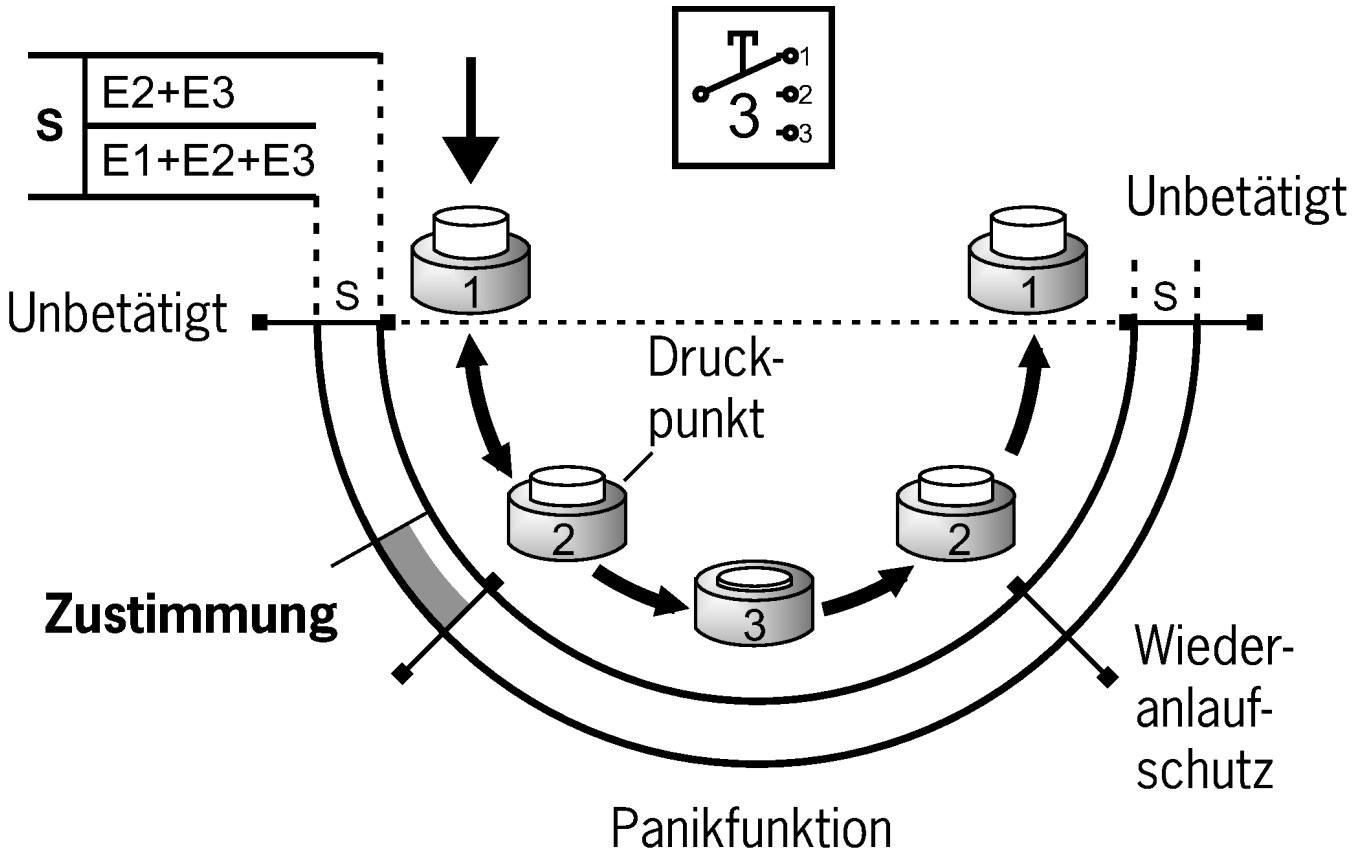 S
E2+E3
E1+E2+E3
1
2
3
3
Unbetätigt
Unbetätigt
S
1
1
S
Druck-
punkt
2
2
3
Zustimmung
Wieder-
anlauf-
schutz
Panikfunktion